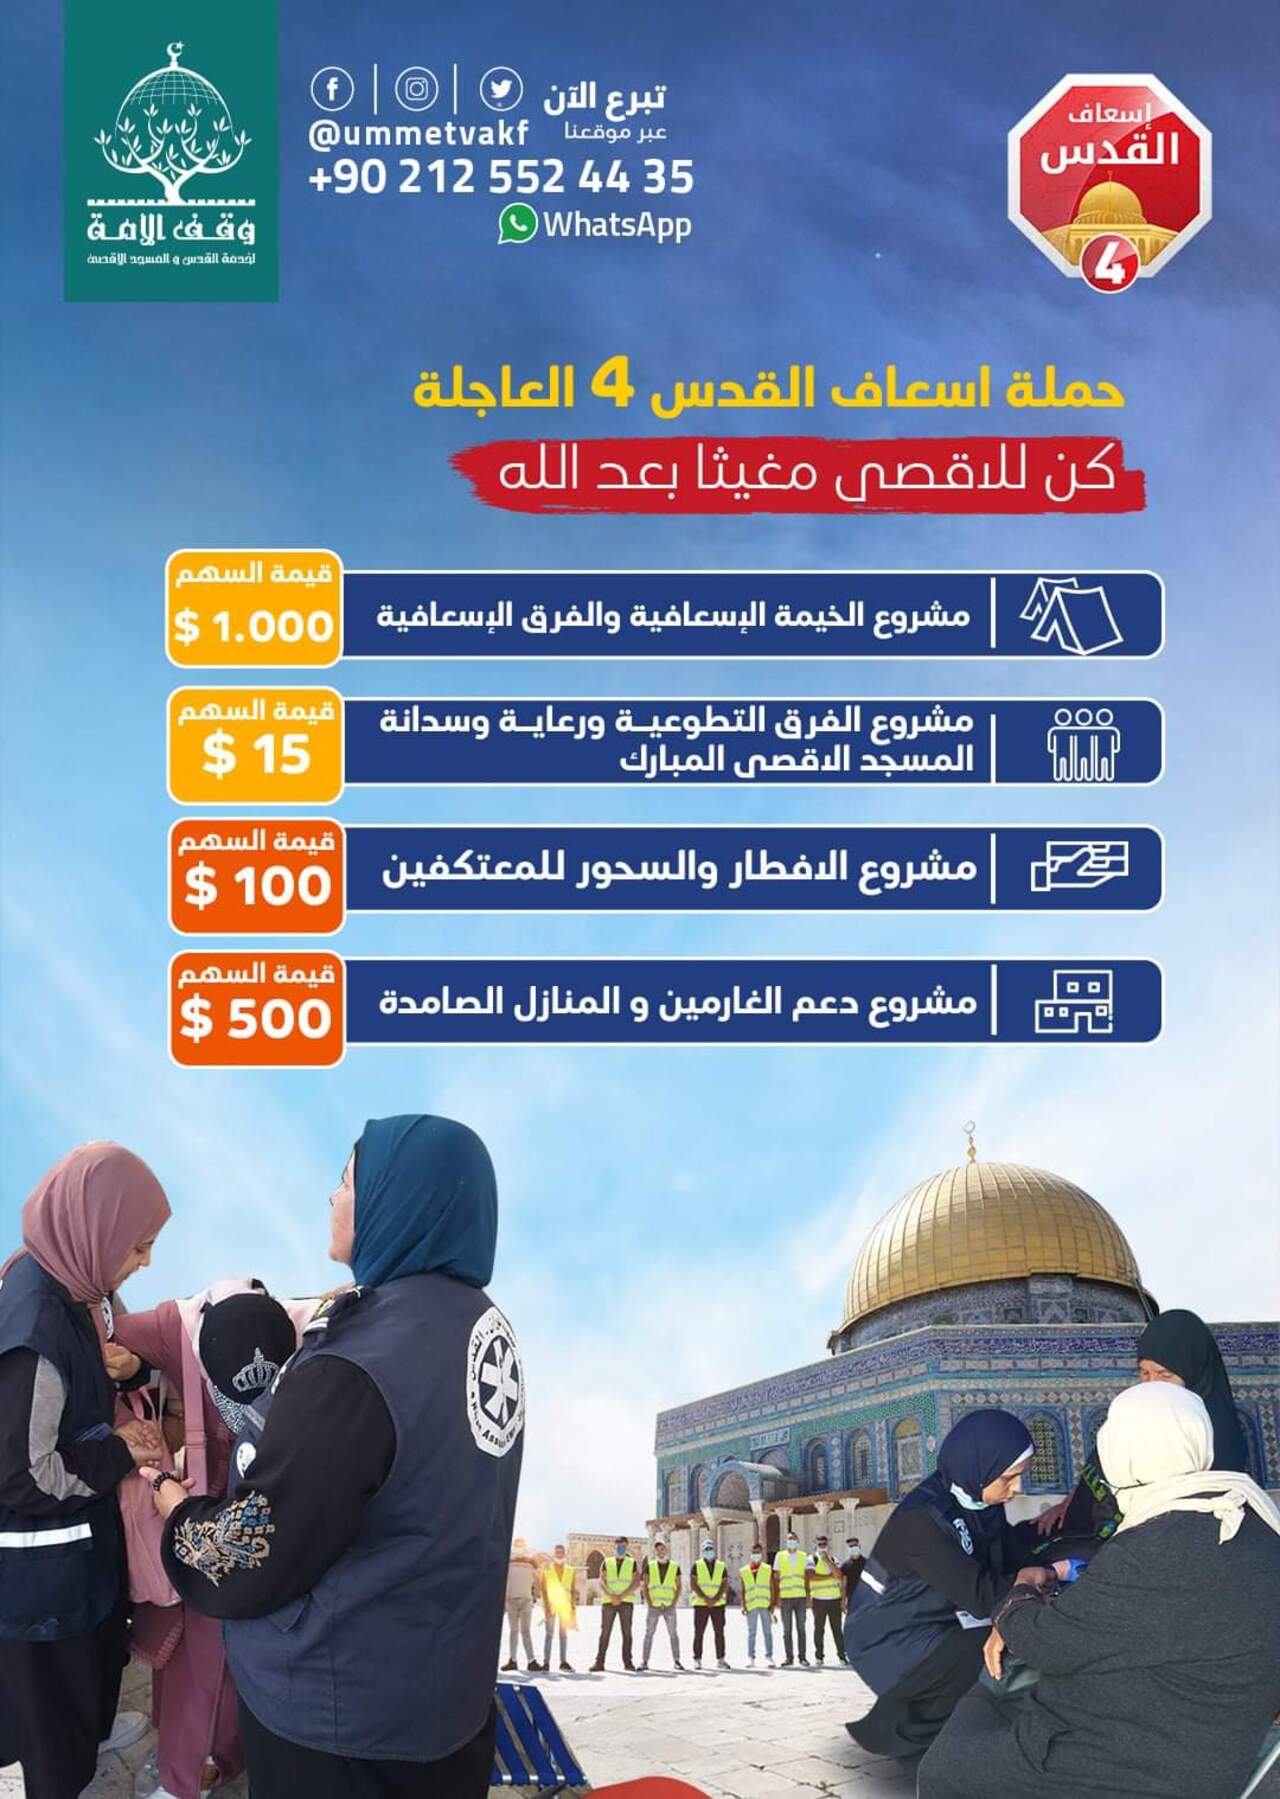 وقف الامة
لخدمة القدس و المسجد الاقصى
تبرع الآن
عبر موقعنا
@ummetvakf
+90 212 552 44 35
WhatsApp
إسعاف
القدس
4
حملة اسعاف القدس 4 العاجلة
كن للاقصى مغيثا بعد الله
مشروع الخيمة الإسعافية والفرق الإسعافية
قيمة السهم
$ 1.000
مشروع الفرق التطوعية ورعاية وسدانة
المسجد الاقصى المبارك
قيمة السهم
$ 15
مشروع الافطار والسحور للمعتكفين
قيمة السهم
$ 100
مشروع دعم الغارمين و المنازل الصامدة
قيمة السهم
$ 500